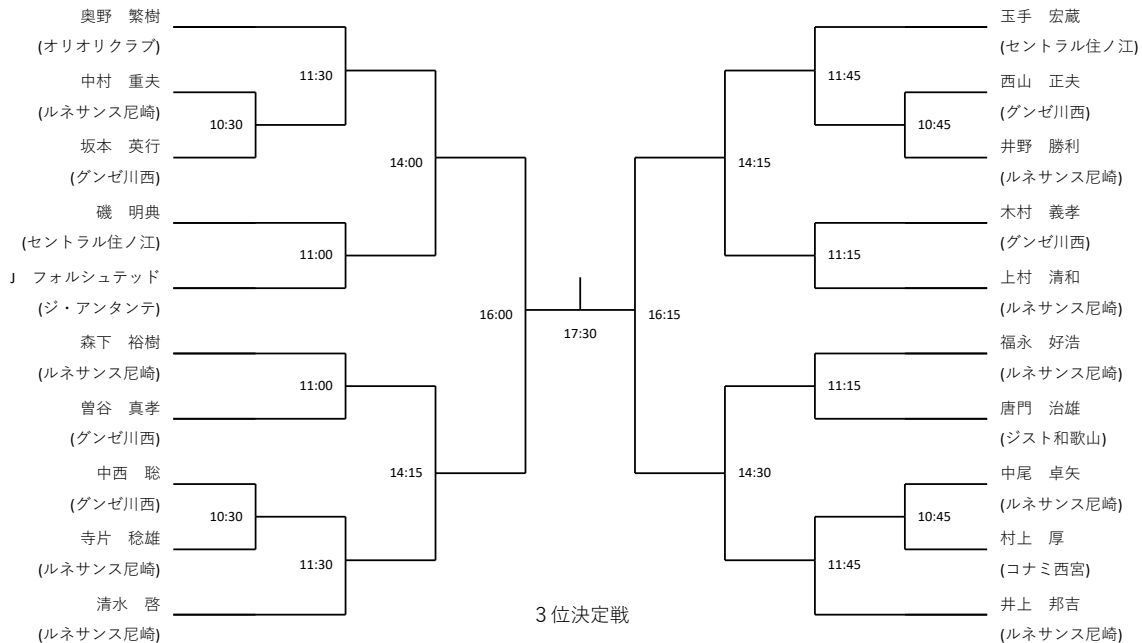 奥野　繁樹
(オリオリクラブ)
11:30
中村　重夫
(ルネサンス尼崎)
10:30
坂本　英行
(グンゼ川西)
14:00
磯　明典
(セントラル住ノ江)
11:00
J　フォルシュテッド
(ジ・アンタンテ)
16:00
森下　裕樹
(ルネサンス尼崎)
11:00
曽谷　真孝
(グンゼ川西)
14:15
中西　聡
(グンゼ川西)
10:30
寺片　稔雄
(ルネサンス尼崎)
11:30
清水　啓
(ルネサンス尼崎)
17:30
3位決定戦
玉手　宏蔵
(セントラル住ノ江)
11:45
西山　正夫
(グンゼ川西)
10:45
井野　勝利
(ルネサンス尼崎)
14:15
木村　義孝
(グンゼ川西)
11:15
上村　清和
(ルネサンス尼崎)
16:15
福永　好浩
(ルネサンス尼崎)
11:15
唐門　治雄
(ジスト和歌山)
14:30
中尾　卓矢
(ルネサンス尼崎)
10:45
村上　厚
(コナミ西宮)
11:45
井上　邦吉
(ルネサンス尼崎)